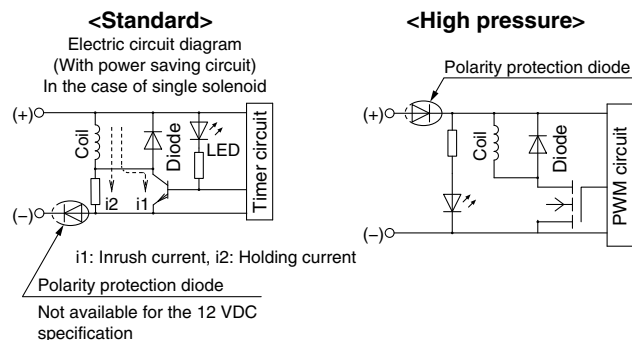 <Standard>
Electric circuit diagram
(With power saving circuit)
In the case of single solenoid
(+)
Coil
Diode
LED
Timer circuit
i2
i1
(–)
i1: Inrush current, i2: Holding current
Polarity protection diode
Not available for the 12 VDC
specification
<High pressure>
Polarity protection diode
(+)
Coil
Diode
PWM circuit
(–)